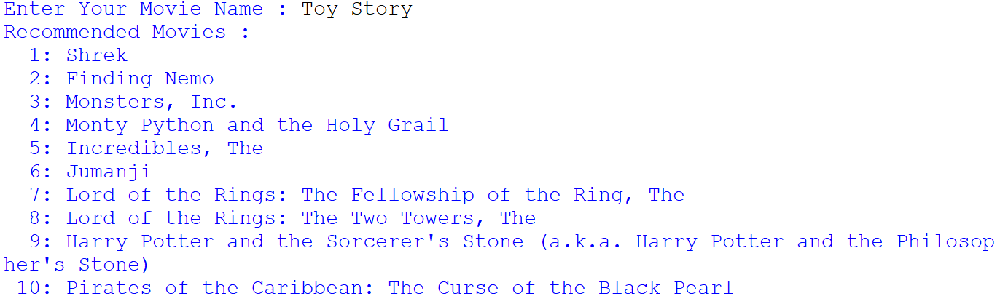 Enter Your Movie Name : Toy Story
Recommended Movies :
  1: Shrek
  2: Finding Nemo
  3: Monsters, Inc.
  4: Monty Python and the Holy Grail
  5: Incredibles, The
  6: Jumanji
  7: Lord of the Rings: The Fellowship of the Ring, The
  8: Lord of the Rings: The Two Towers, The
  9: Harry Potter and the Sorcerer's Stone (a.k.a. Harry Potter and the Philosop
her's Stone)
 10: Pirates of the Caribbean: The Curse of the Black Pearl